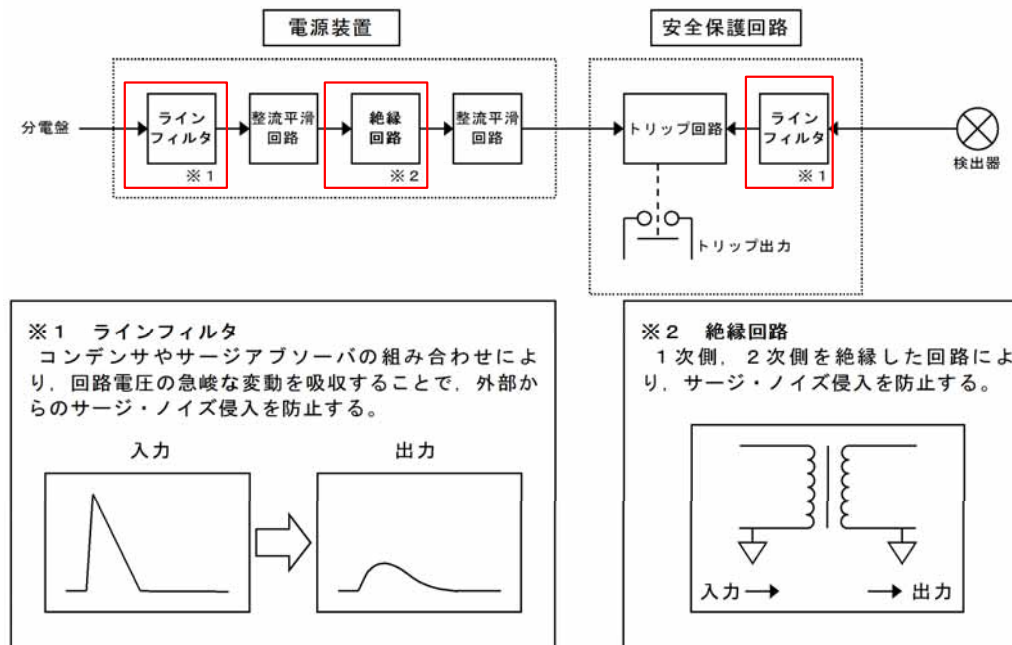 電源装置
安全保護回路
分電盤
ライン
フィルタ
※1
整流平滑
回路
絶縁
回路
※2
整流平滑
回路
トリップ回路
ライン
フィルタ
※1
検出器
トリップ出力
※1 ラインフィルタ
コンデンサやサージアブソーバの組み合わせによ
り，回路電圧の急峻な変動を吸収することで，外部か
らのサージ・ノイズ侵入を防止する。
入力
出力
※2 絶縁回路
1次側，2次側を絶縁した回路によ
り，サージ・ノイズ侵入を防止する。
入力
出力